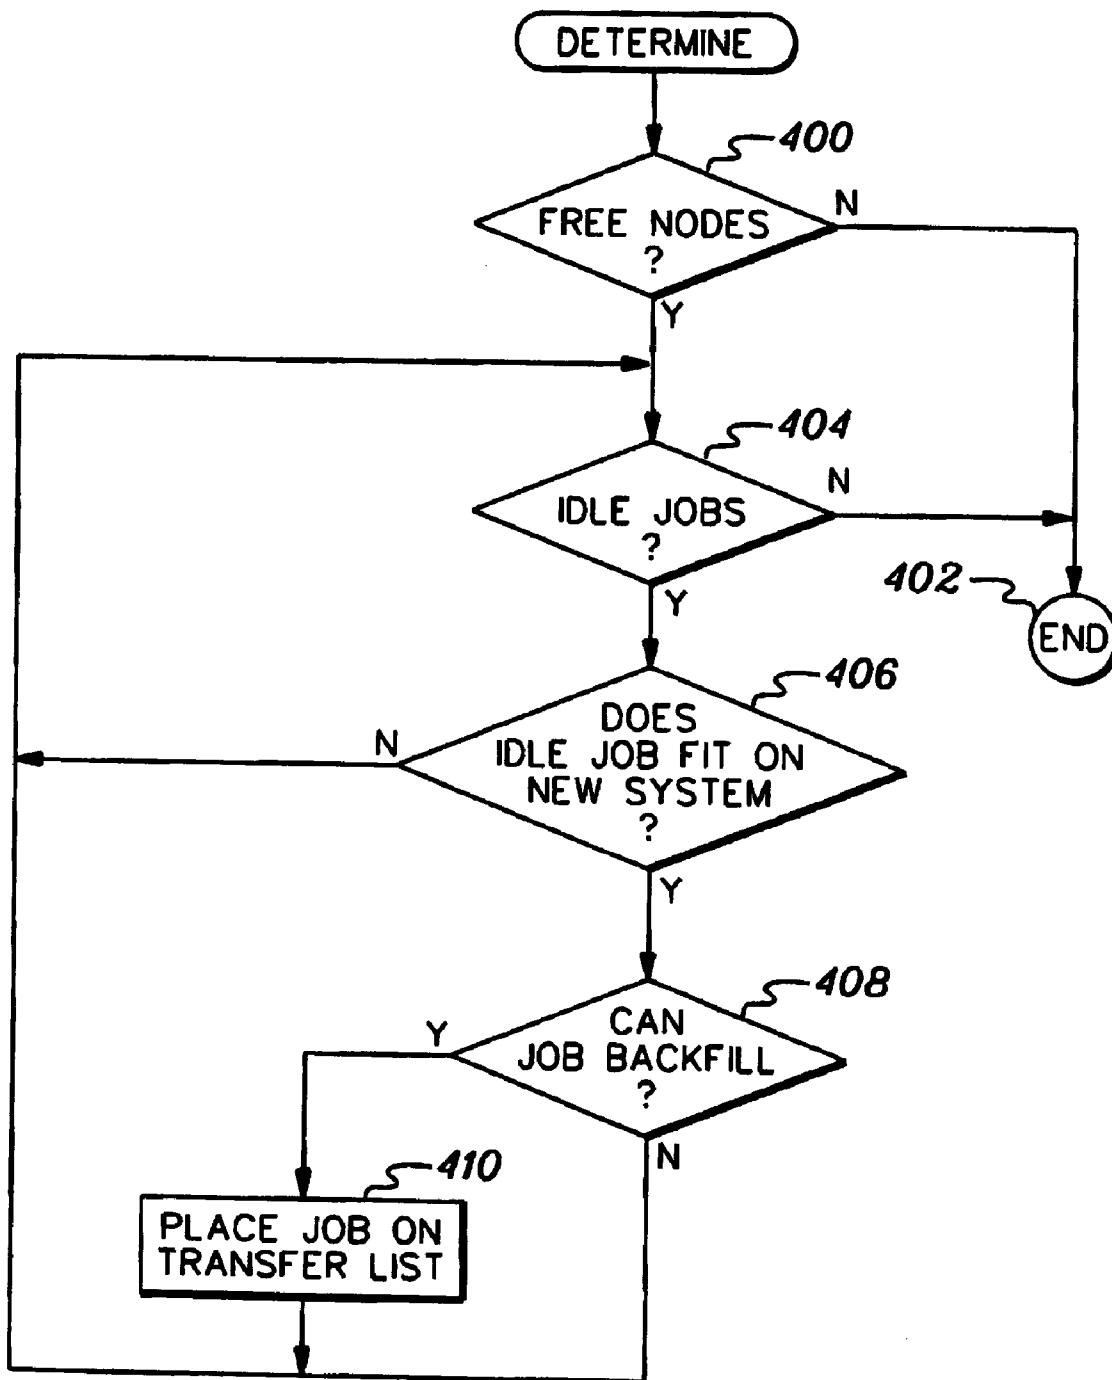 DETERMINE
400
FREE NODES
?
N
Y
404
IDLE JOBS
?
N
Y
402
END
406
DOES
IDLE JOB FIT ON
NEW SYSTEM
?
N
Y
408
CAN
JOB BACKFILL
?
Y
N
410
PLACE JOB ON
TRANSFER LIST